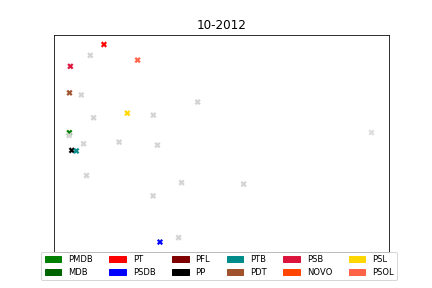 10-2012
PMDB PT PFL PTB PSB PSL
MDB PSDB PP PDT NOVO PSOL